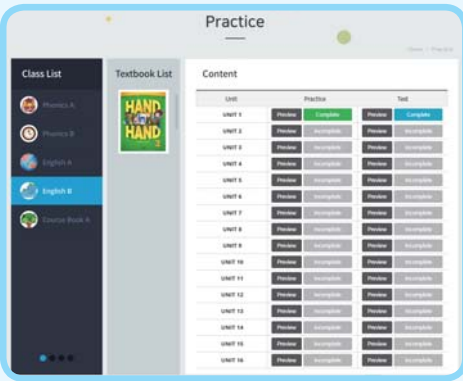 Practice
Home / Practice
Class List
Phonics A
Phonics B
English A
English B
Course Book A
Textbook List
HAND
IN
HAND
3
Content
Unit Practice Test
UNIT 1 Preview Complete Preview Complete
UNIT 2 Preview Incomplete Preview Incomplete
UNIT 3 Preview Incomplete Preview Incomplete
UNIT 4 Preview Incomplete Preview Incomplete
UNIT 5 Preview Incomplete Preview Incomplete
UNIT 6 Preview Incomplete Preview Incomplete
UNIT 7 Preview Incomplete Preview Incomplete
UNIT 8 Preview Incomplete Preview Incomplete
UNIT 9 Preview Incomplete Preview Incomplete
UNIT 10 Preview Incomplete Preview Incomplete
UNIT 11 Preview Incomplete Preview Incomplete
UNIT 12 Preview Incomplete Preview Incomplete
UNIT 13 Preview Incomplete Preview Incomplete
UNIT 14 Preview Incomplete Preview Incomplete
UNIT 15 Preview Incomplete Preview Incomplete
UNIT 16 Preview Incomplete Preview Incomplete